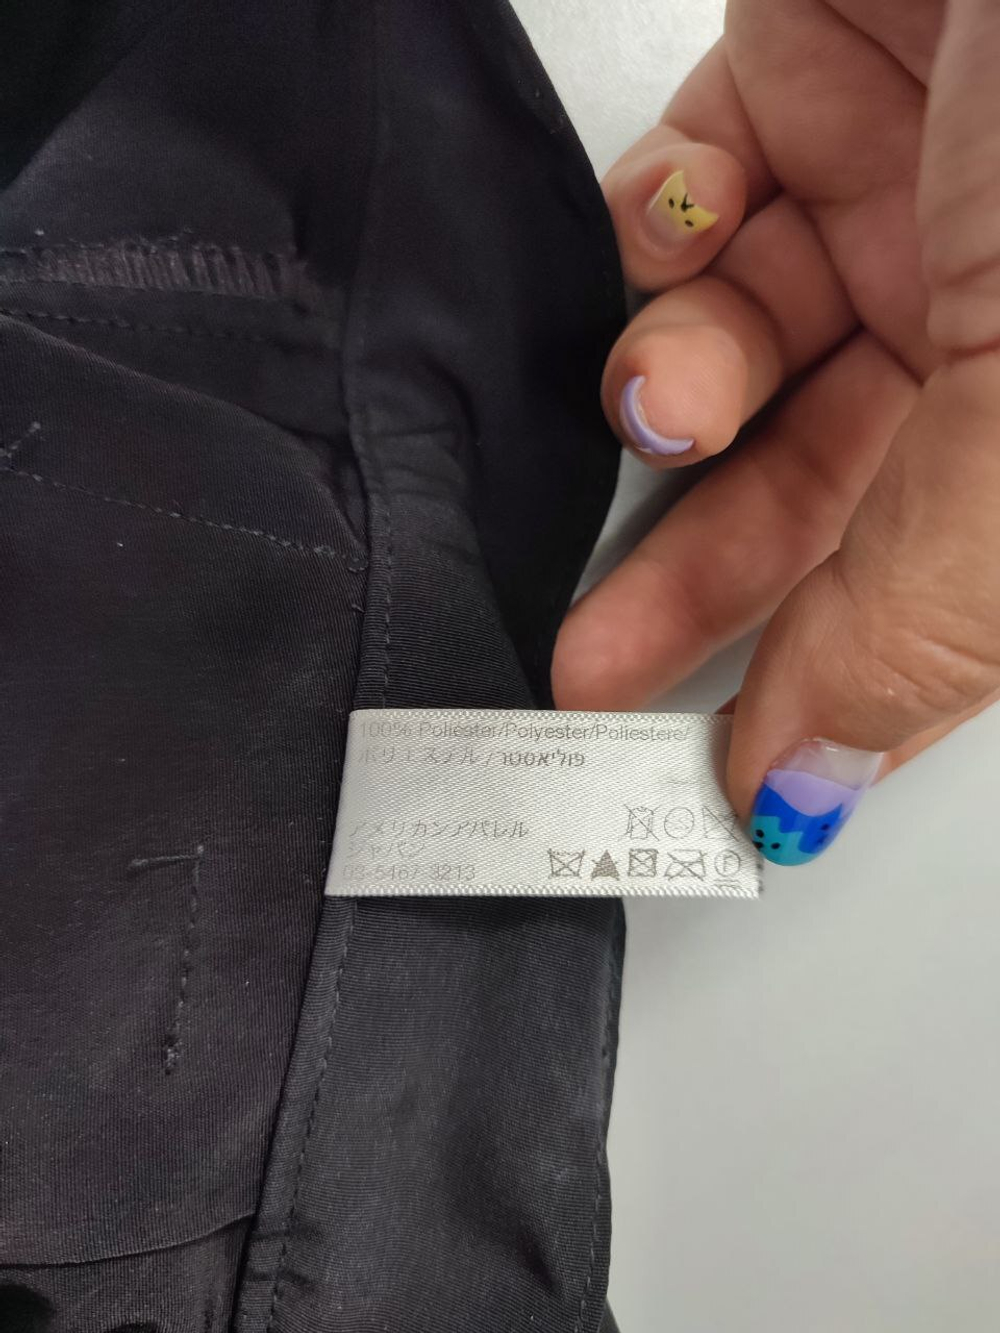 100% Poliester/Polyester/Poliestere/
ポリエステル / פוליאסטר
アメリカンアパレル
ジャパン
03-5467 3213